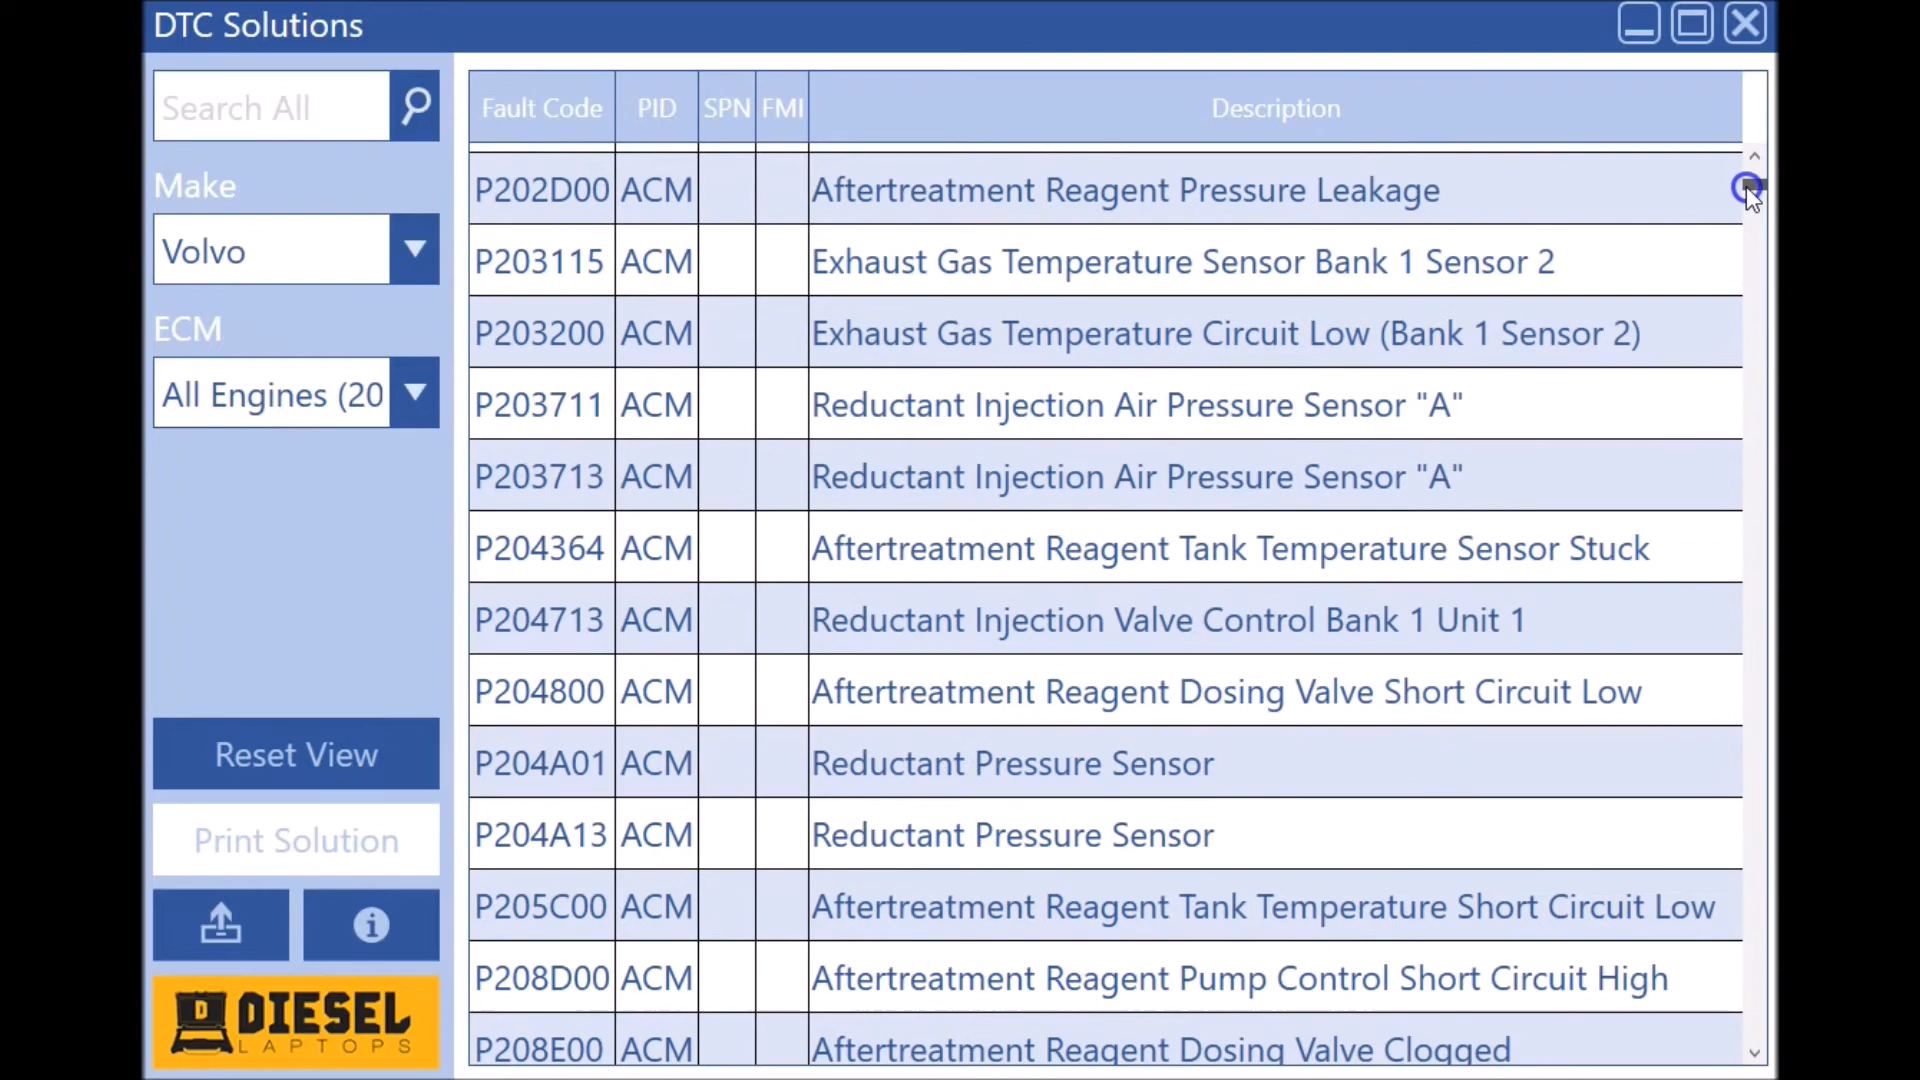 DTC Solutions
Search All
Make
Volvo
ECM
All Engines (20
Reset View
Print Solution
D DIESEL
LAPTOPS
Fault Code PID SPN FMI Description
P202D00 ACM Aftertreatment Reagent Pressure Leakage
P203115 ACM Exhaust Gas Temperature Sensor Bank 1 Sensor 2
P203200 ACM Exhaust Gas Temperature Circuit Low (Bank 1 Sensor 2)
P203711 ACM Reductant Injection Air Pressure Sensor "A"
P203713 ACM Reductant Injection Air Pressure Sensor "A"
P204364 ACM Aftertreatment Reagent Tank Temperature Sensor Stuck
P204713 ACM Reductant Injection Valve Control Bank 1 Unit 1
P204800 ACM Aftertreatment Reagent Dosing Valve Short Circuit Low
P204A01 ACM Reductant Pressure Sensor
P204A13 ACM Reductant Pressure Sensor
P205C00 ACM Aftertreatment Reagent Tank Temperature Short Circuit Low
P208D00 ACM Aftertreatment Reagent Pump Control Short Circuit High
P208E00 ACM Aftertreatment Reagent Dosing Valve Clogged